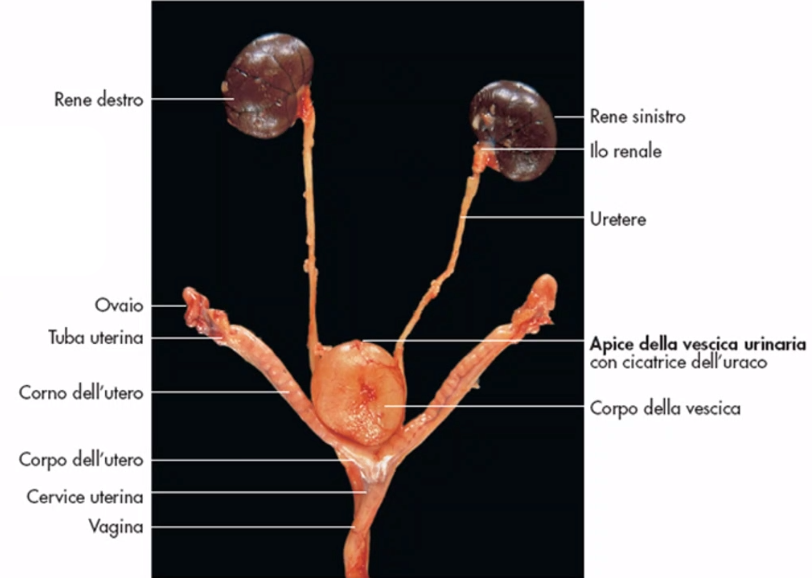 Rene destro
Rene sinistro
Ilo renale
Uretere
Ovaio
Tuba uterina
Apice della vescica urinaria
con cicatrice dell'uraco
Corno dell'utero
Corpo della vescica
Corpo dell'utero
Cervice uterina
Vagina